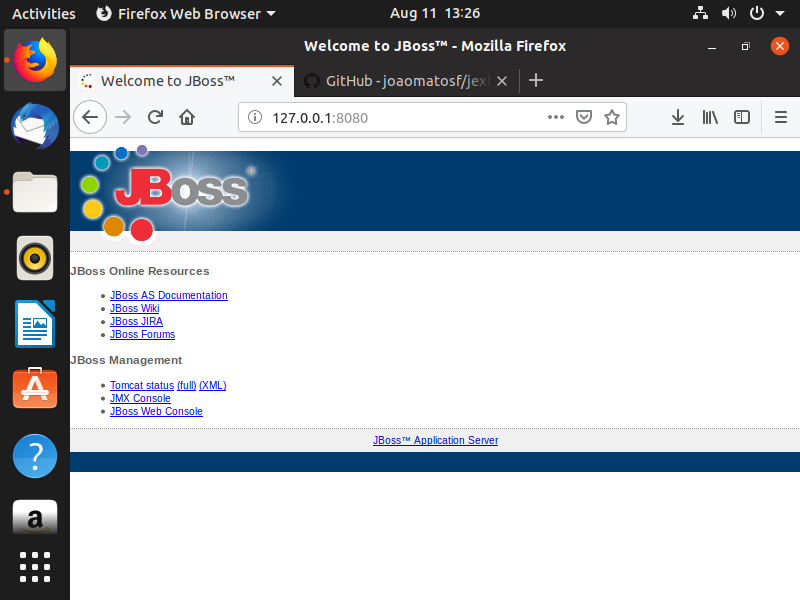 Activities Firefox Web Browser Aug 11 13:26
Welcome to JBoss™ - Mozilla Firefox
Welcome to JBoss™ GitHub - joaomatosf/jex
127.0.0.1:8080
JBoss®
JBoss Online Resources
JBoss AS Documentation
JBoss Wiki
JBoss JIRA
JBoss Forums
JBoss Management
Tomcat status (full) (XML)
JMX Console
JBoss Web Console
JBoss™ Application Server
?
a